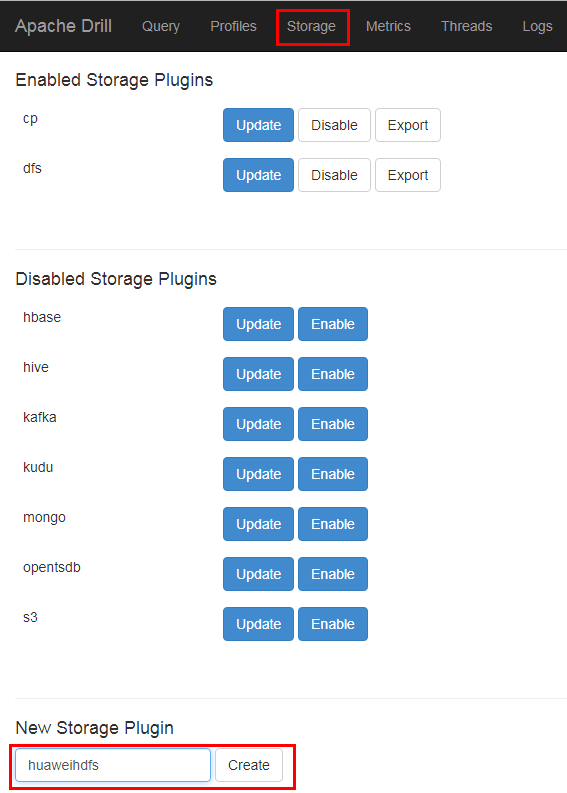 Apache Drill Query Profiles Storage Metrics Threads Logs
Enabled Storage Plugins
cp Update Disable Export
dfs Update Disable Export
Disabled Storage Plugins
hbase Update Enable
hive Update Enable
kafka Update Enable
kudu Update Enable
mongo Update Enable
opentsdb Update Enable
s3 Update Enable
New Storage Plugin
huaweihdfs Create